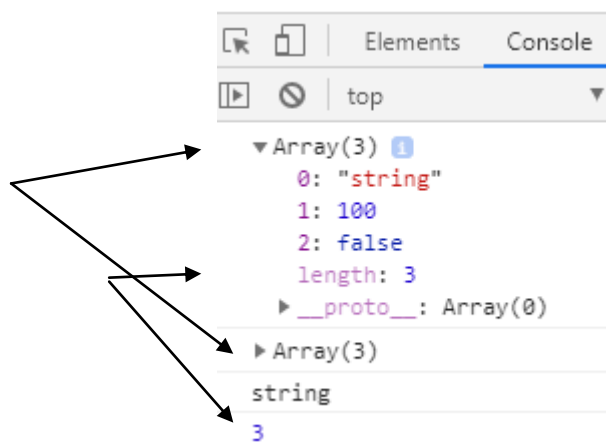 Elements Console
top
Array(3) i
0: "string"
1: 100
2: false
length: 3
__proto__: Array(0)
Array(3)
string
3